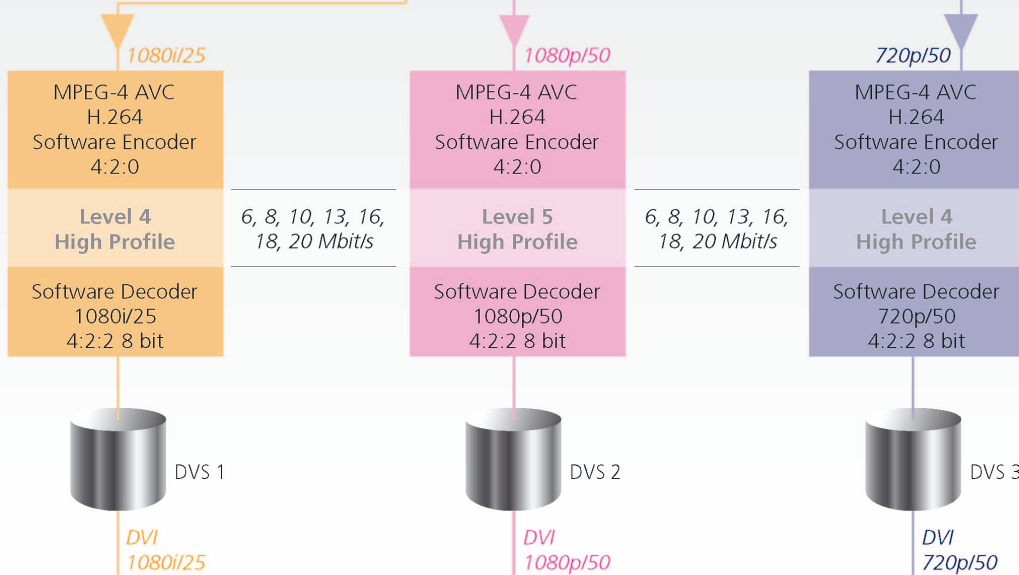 1080i/25
MPEG-4 AVC
H.264
Software Encoder
4:2:0
Level 4
High Profile
Software Decoder
1080i/25
4:2:2 8 bit
DVS 1
DVI
1080i/25
6, 8, 10, 13, 16,
18, 20 Mbit/s
1080p/50
MPEG-4 AVC
H.264
Software Encoder
4:2:0
Level 5
High Profile
Software Decoder
1080p/50
4:2:2 8 bit
DVS 2
DVI
1080p/50
6, 8, 10, 13, 16,
18, 20 Mbit/s
720p/50
MPEG-4 AVC
H.264
Software Encoder
4:2:0
Level 4
High Profile
Software Decoder
720p/50
4:2:2 8 bit
DVS 3
DVI
720p/50